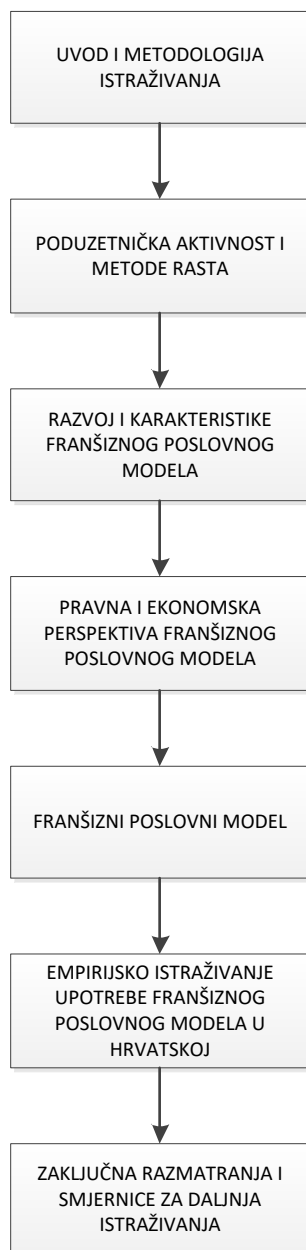 UVOD I METODOLOGIJA
ISTRAŽIVANJA
PODUZETNIČKA AKTIVNOST I
METODE RASTA
RAZVOJ I KARAKTERISTIKE
FRANŠIZNOG POSLOVNOG
MODELA
PRAVNA I EKONOMSKA
PERSPEKTIVA FRANŠIZNOG
POSLOVNOG MODELA
FRANŠIZNI POSLOVNI MODEL
EMPIRIJSKO ISTRAŽIVANJE
UPOTREBE FRANŠIZNOG
POSLOVNOG MODELA U
HRVATSKOJ
ZAKLJUČNA RAZMATRANJA I
SMJERNICE ZA DALJNJA
ISTRAŽIVANJA